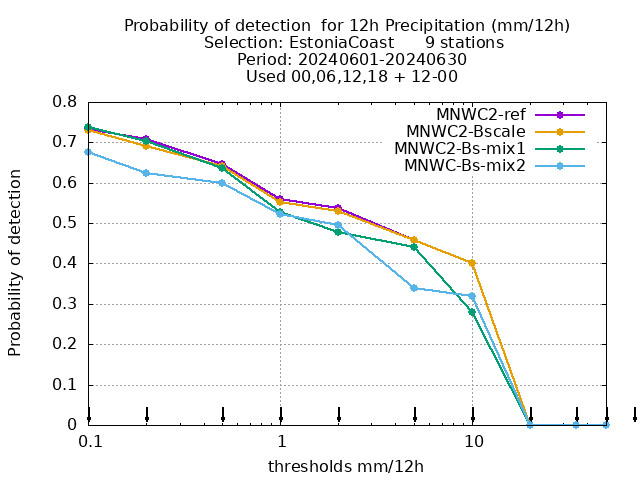 Probability of detection  for 12h Precipitation (mm/12h)
Selection: EstoniaCoast      9 stations
Period: 20240601-20240630
Used 00,06,12,18 + 12-00
MNWC2-ref
MNWC2-Bscale
MNWC2-Bs-mix1
MNWC-Bs-mix2
0.8
0.7
0.6
0.5
0.4
0.3
0.2
0.1
0
Probability of detection
0.1 1 10
thresholds mm/12h